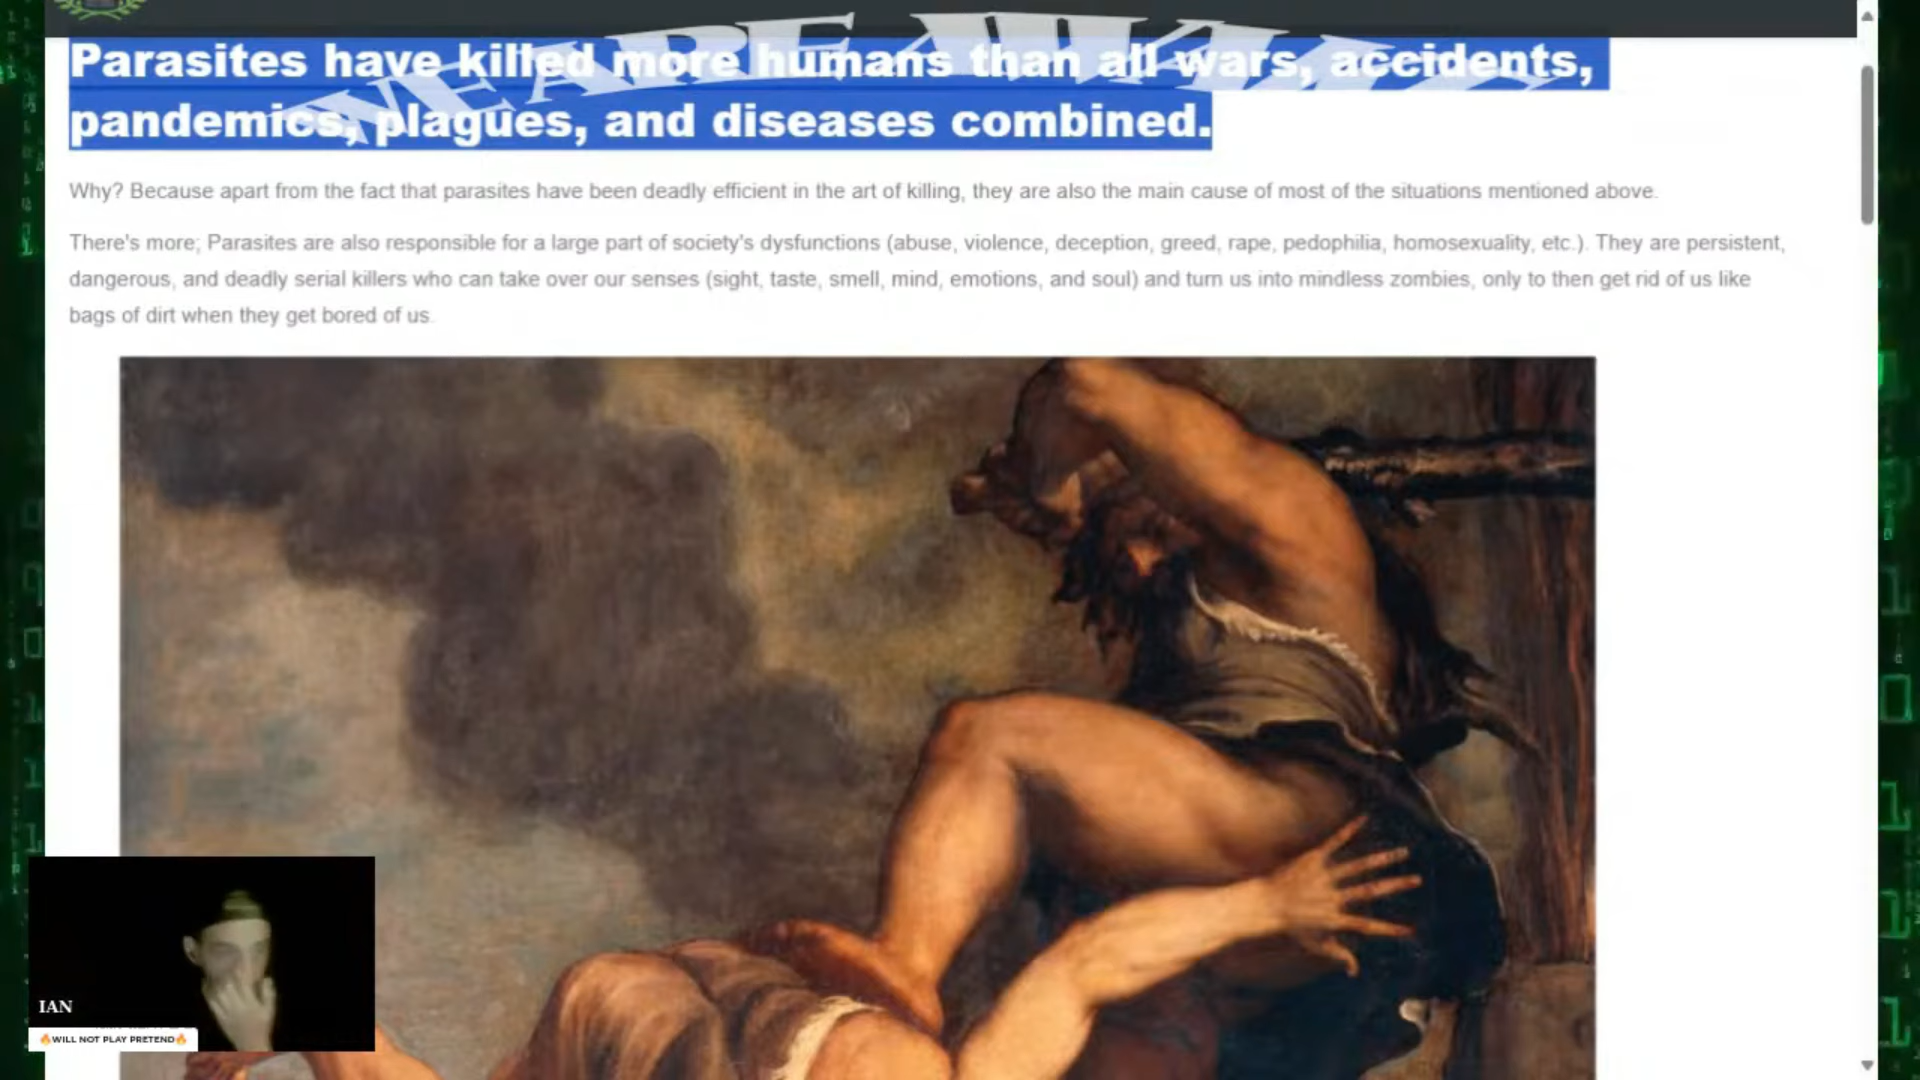 WE ARE
Parasites have killed more humans than all wars, accidents,
pandemics, plagues, and diseases combined.
Why? Because apart from the fact that parasites have been deadly efficient in the art of killing, they are also the main cause of most of the situations mentioned above.
There's more; Parasites are also responsible for a large part of society's dysfunctions (abuse, violence, deception, greed, rape, pedophilia, homosexuality, etc.). They are persistent,
dangerous, and deadly serial killers who can take over our senses (sight, taste, smell, mind, emotions, and soul) and turn us into mindless zombies, only to then get rid of us like
bags of dirt when they get bored of us.
IAN
🔥WILL NOT PLAY PRETEND🔥